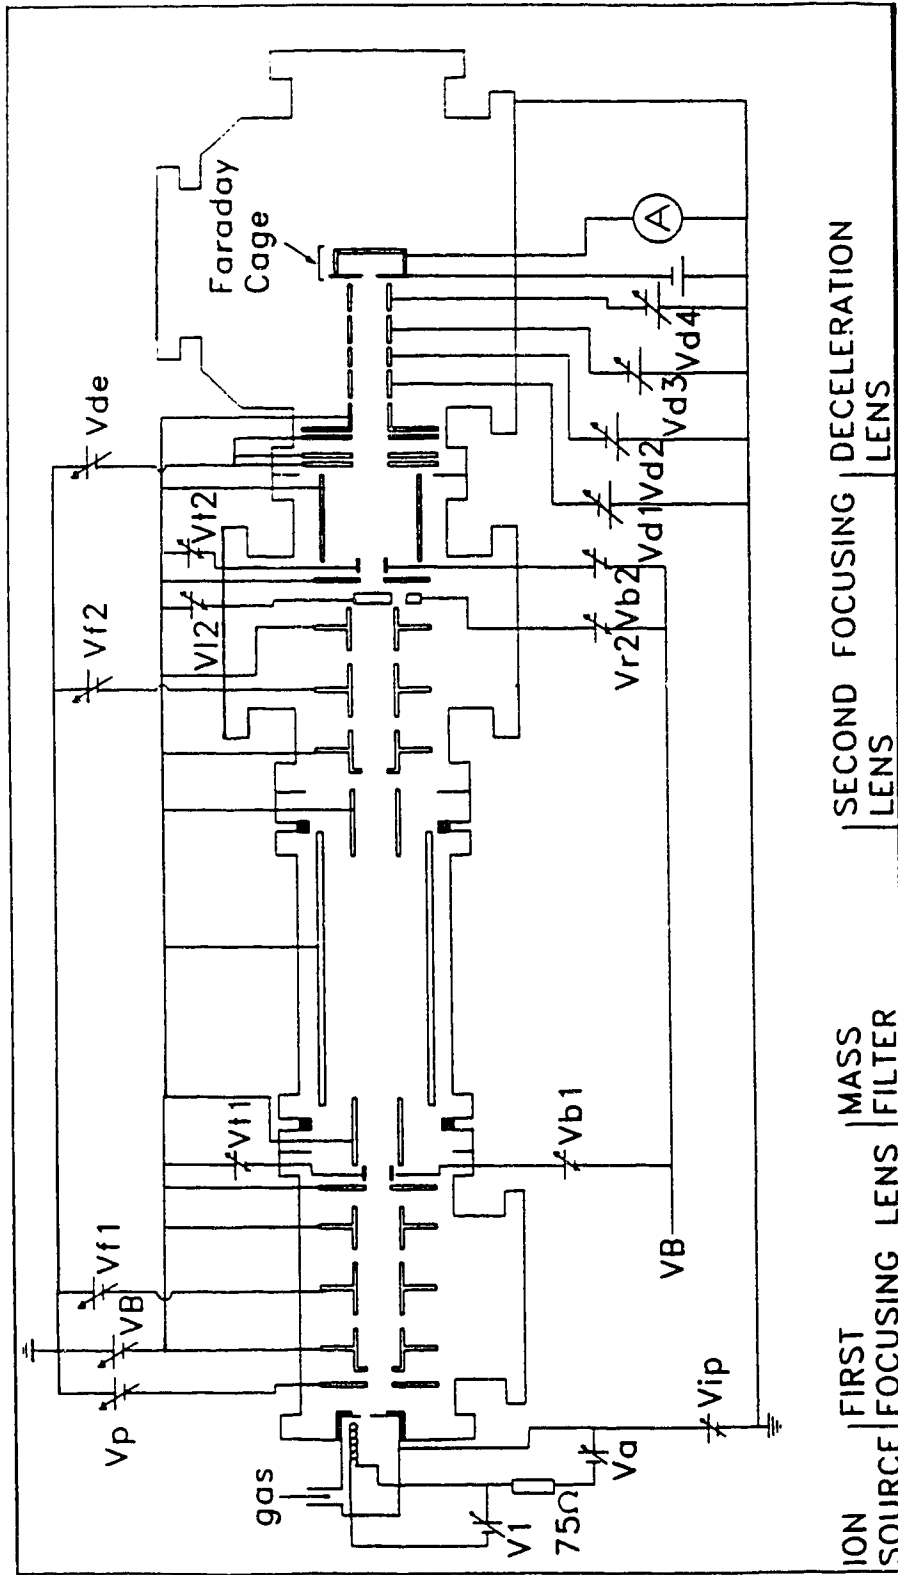 Vp
VB
Vf1
Vt1
Vf2
Vl2
Vt2
Vde
Faraday
Cage
gas
V1
75Ω
Va
Vip
VB
Vb1
Vr2
Vb2
Vd1
Vd2
Vd3
Vd4
A
ION
SOURCE
FIRST
FOCUSING LENS
MASS
FILTER
SECOND FOCUSING
LENS
DECELERATION
LENS